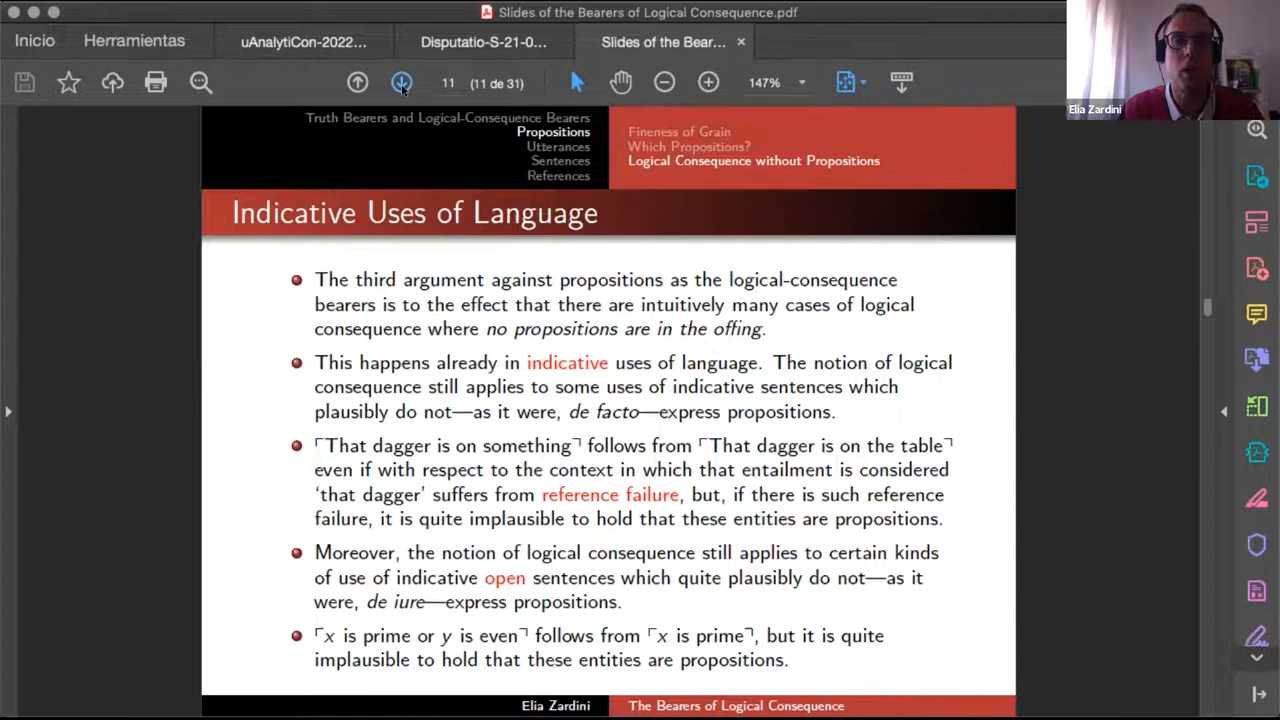 Slides of the Bearers of Logical Consequence.pdf
Inicio Herramientas uAnalytiCon-2022... Disputatio-S-21-0... Slides of the Bear... ×
11 (11 de 31) 147%
Elia Zardini
Truth Bearers and Logical-Consequence Bearers
Propositions
Utterances
Sentences
References
Fineness of Grain
Which Propositions?
Logical Consequence without Propositions
Indicative Uses of Language
The third argument against propositions as the logical-consequence
bearers is to the effect that there are intuitively many cases of logical
consequence where no propositions are in the offing.
This happens already in indicative uses of language. The notion of logical
consequence still applies to some uses of indicative sentences which
plausibly do not—as it were, de facto—express propositions.
⌜That dagger is on something⌝ follows from ⌜That dagger is on the table⌝
even if with respect to the context in which that entailment is considered
‘that dagger’ suffers from reference failure, but, if there is such reference
failure, it is quite implausible to hold that these entities are propositions.
Moreover, the notion of logical consequence still applies to certain kinds
of use of indicative open sentences which quite plausibly do not—as it
were, de iure—express propositions.
⌜x is prime or y is even⌝ follows from ⌜x is prime⌝, but it is quite
implausible to hold that these entities are propositions.
Elia Zardini The Bearers of Logical Consequence